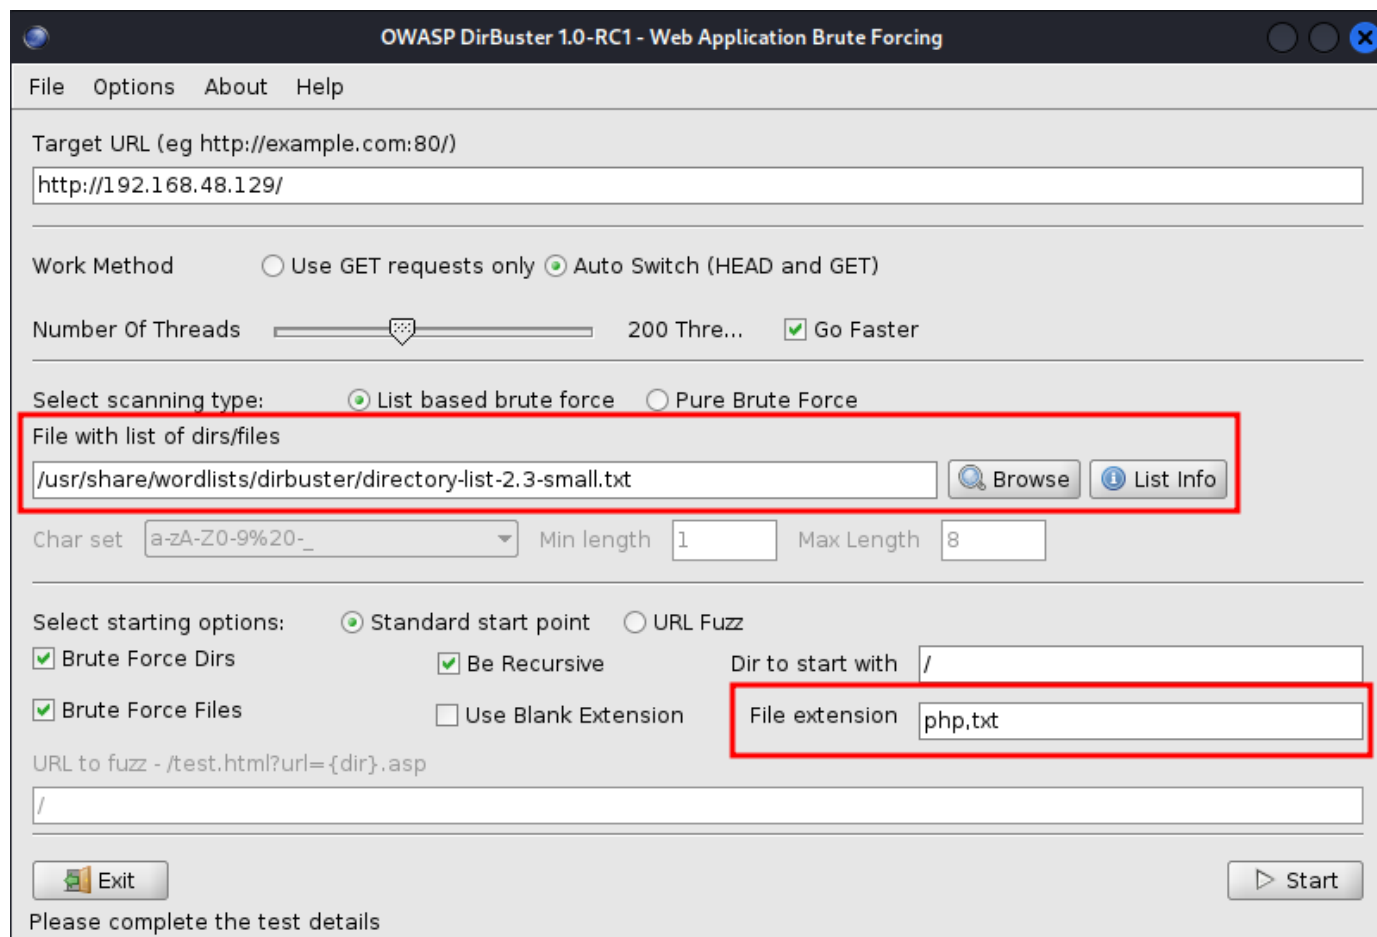 OWASP DirBuster 1.0-RC1 - Web Application Brute Forcing
File Options About Help
Target URL (eg http://example.com:80/)
http://192.168.48.129/
Work Method Use GET requests only Auto Switch (HEAD and GET)
Number Of Threads 200 Thre... Go Faster
Select scanning type: List based brute force Pure Brute Force
File with list of dirs/files
/usr/share/wordlists/dirbuster/directory-list-2.3-small.txt Browse List Info
Char set a-zA-Z0-9%20-_ Min length 1 Max Length 8
Select starting options: Standard start point URL Fuzz
Brute Force Dirs Be Recursive Dir to start with /
Brute Force Files Use Blank Extension File extension php,txt
URL to fuzz - /test.html?url={dir}.asp
/
Exit Start
Please complete the test details